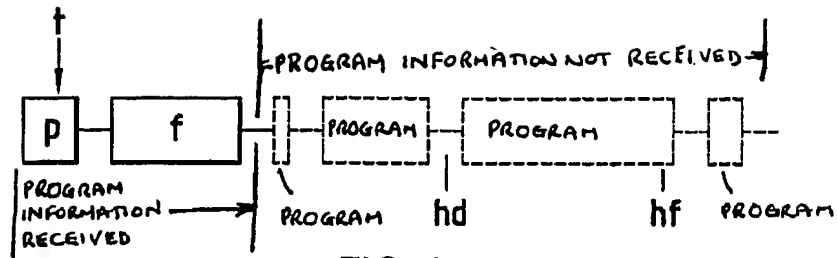 t
PROGRAM INFORMATION NOT RECEIVED
p
f
PROGRAM
PROGRAM
PROGRAM
INFORMATION
RECEIVED
PROGRAM
hd
hf
PROGRAM